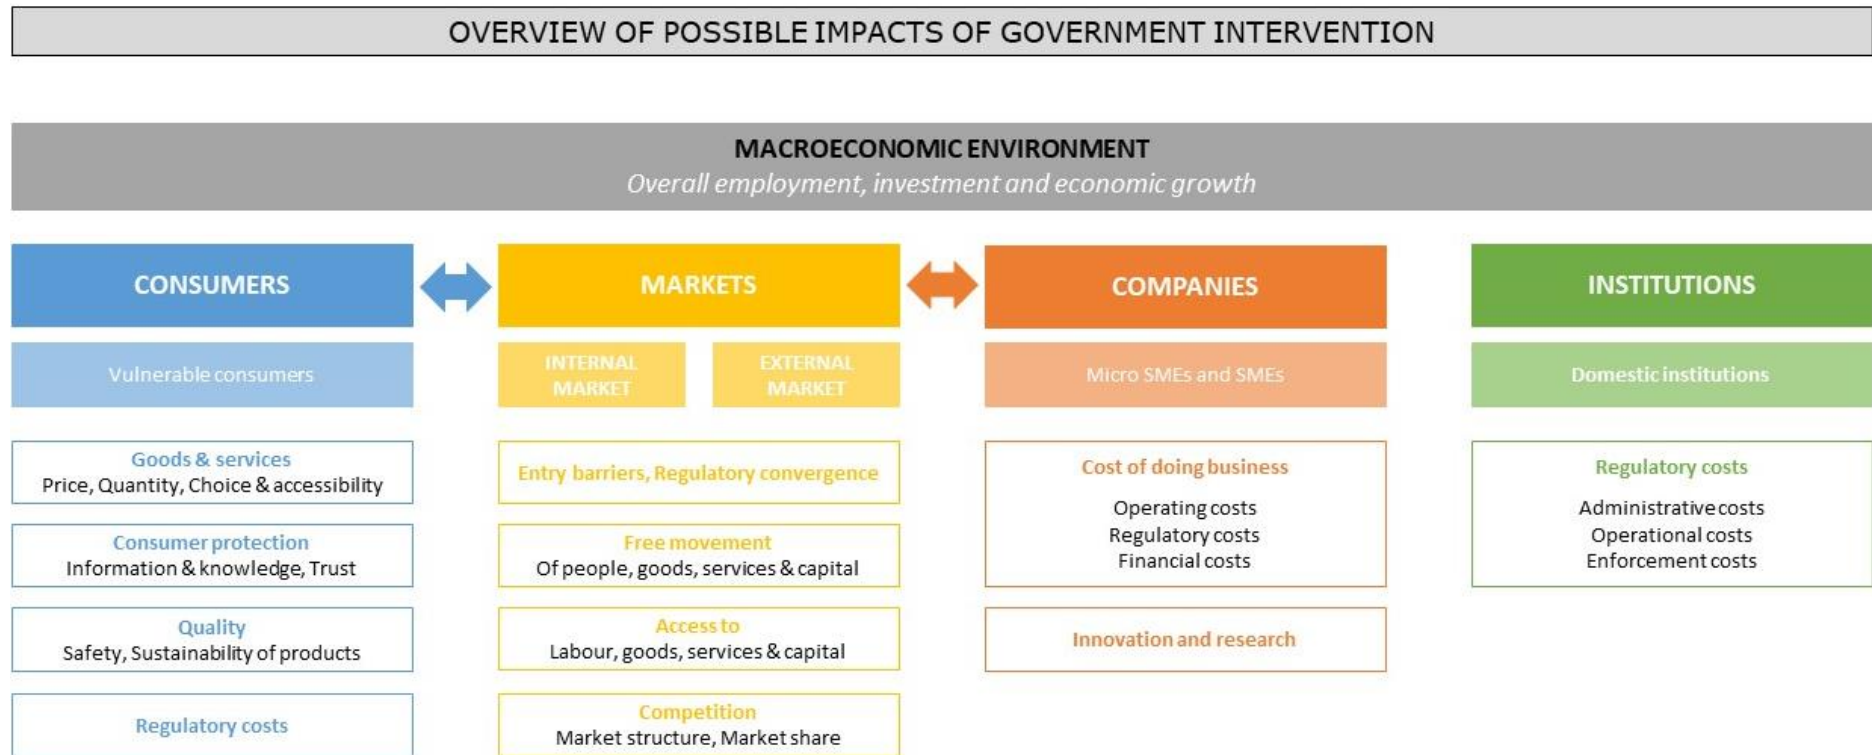 OVERVIEW OF POSSIBLE IMPACTS OF GOVERNMENT INTERVENTION
MACROECONOMIC ENVIRONMENT
Overall employment, investment and economic growth
CONSUMERS
Vulnerable consumers
Goods & services
Price, Quantity, Choice & accessibility
Consumer protection
Information & knowledge, Trust
Quality
Safety, Sustainability of products
Regulatory costs
MARKETS
INTERNAL
MARKET
EXTERNAL
MARKET
Entry barriers, Regulatory convergence
Free movement
Of people, goods, services & capital
Access to
Labour, goods, services & capital
Competition
Market structure, Market share
COMPANIES
Micro SMEs and SMEs
Cost of doing business
Operating costs
Regulatory costs
Financial costs
Innovation and research
INSTITUTIONS
Domestic institutions
Regulatory costs
Administrative costs
Operational costs
Enforcement costs